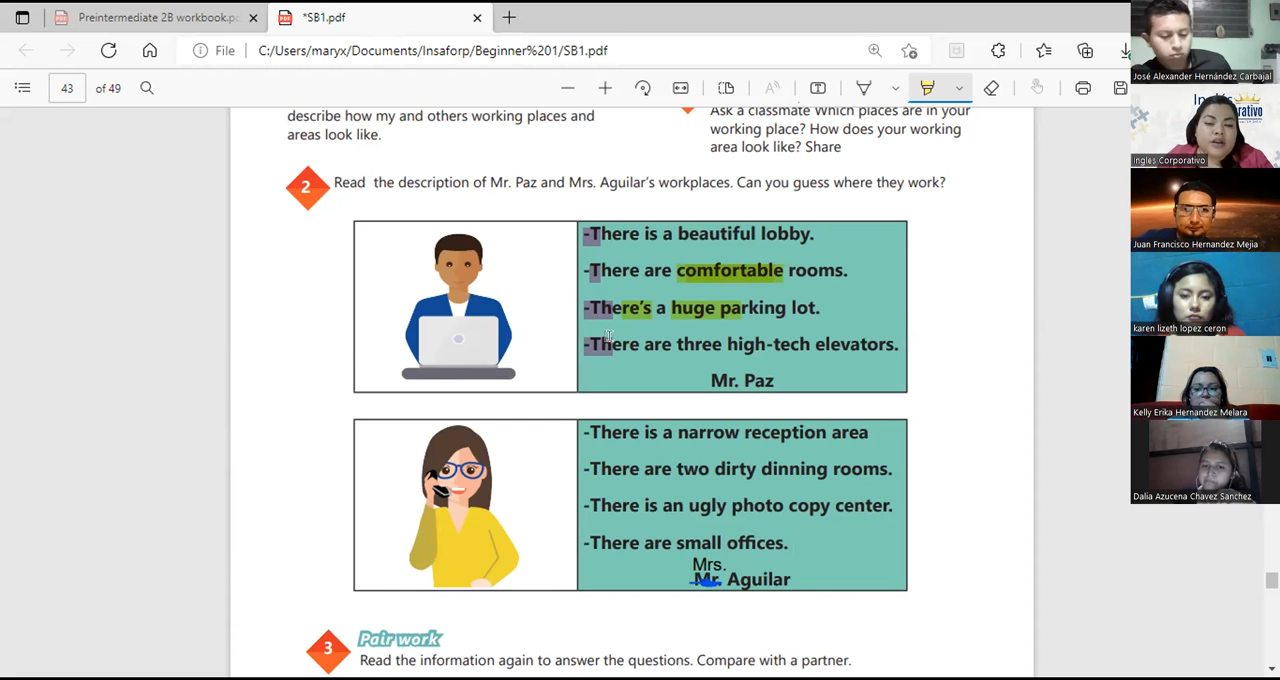 Preintermediate 2B workbook.p
*SB1.pdf
File
C:/Users/maryx/Documents/Insaforp/Beginner%201/SB1.pdf
43 of 49
describe how my and others working places and
areas look like.
Ask a classmate Which places are in your
working place? How does your working
area look like? Share
2
Read the description of Mr. Paz and Mrs. Aguilar's workplaces. Can you guess where they work?
-There is a beautiful lobby.
-There are comfortable rooms.
-There's a huge parking lot.
-There are three high-tech elevators.
Mr. Paz
-There is a narrow reception area
-There are two dirty dinning rooms.
-There is an ugly photo copy center.
-There are small offices.
Mrs.
Mr. Aguilar
3
Pair work
Read the information again to answer the questions. Compare with a partner.
José Alexander Hernández Carbajal
Ingles Corporativo
Juan Francisco Hernandez Mejia
karen lizeth lopez ceron
Kelly Erika Hernandez Melara
Dalia Azucena Chavez Sanchez